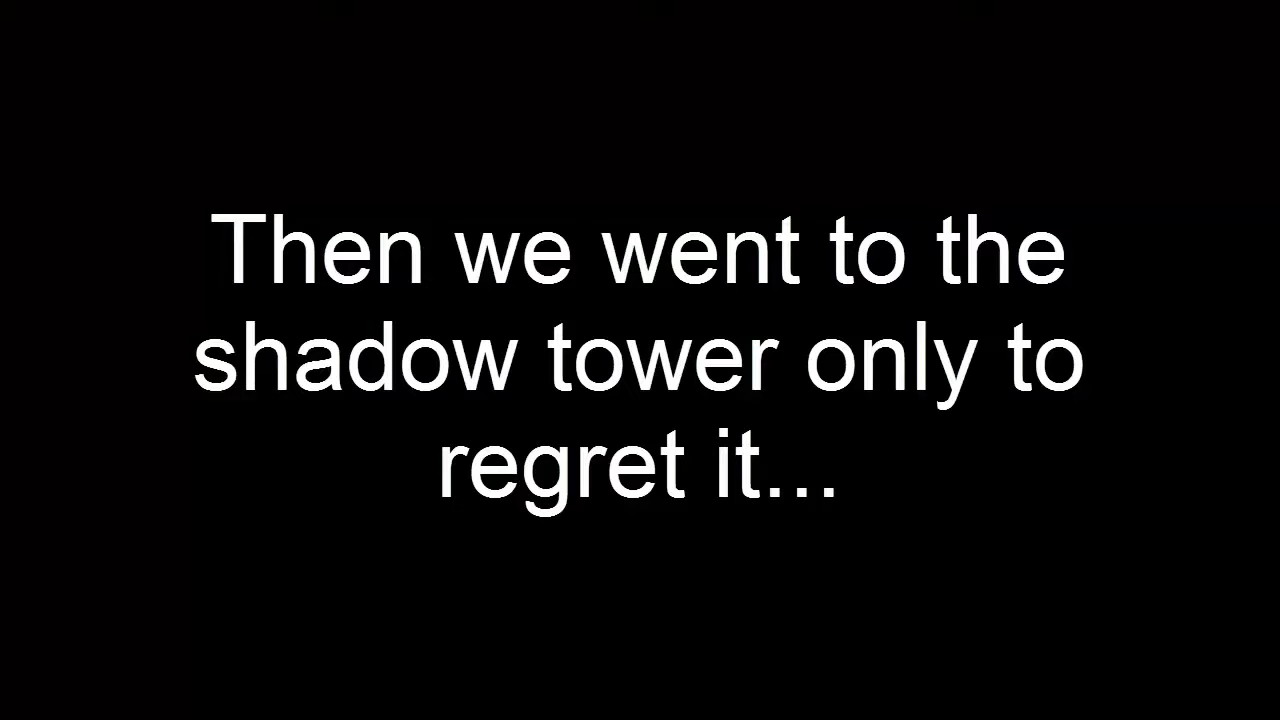 Then we went to the
shadow tower only to
regret it...